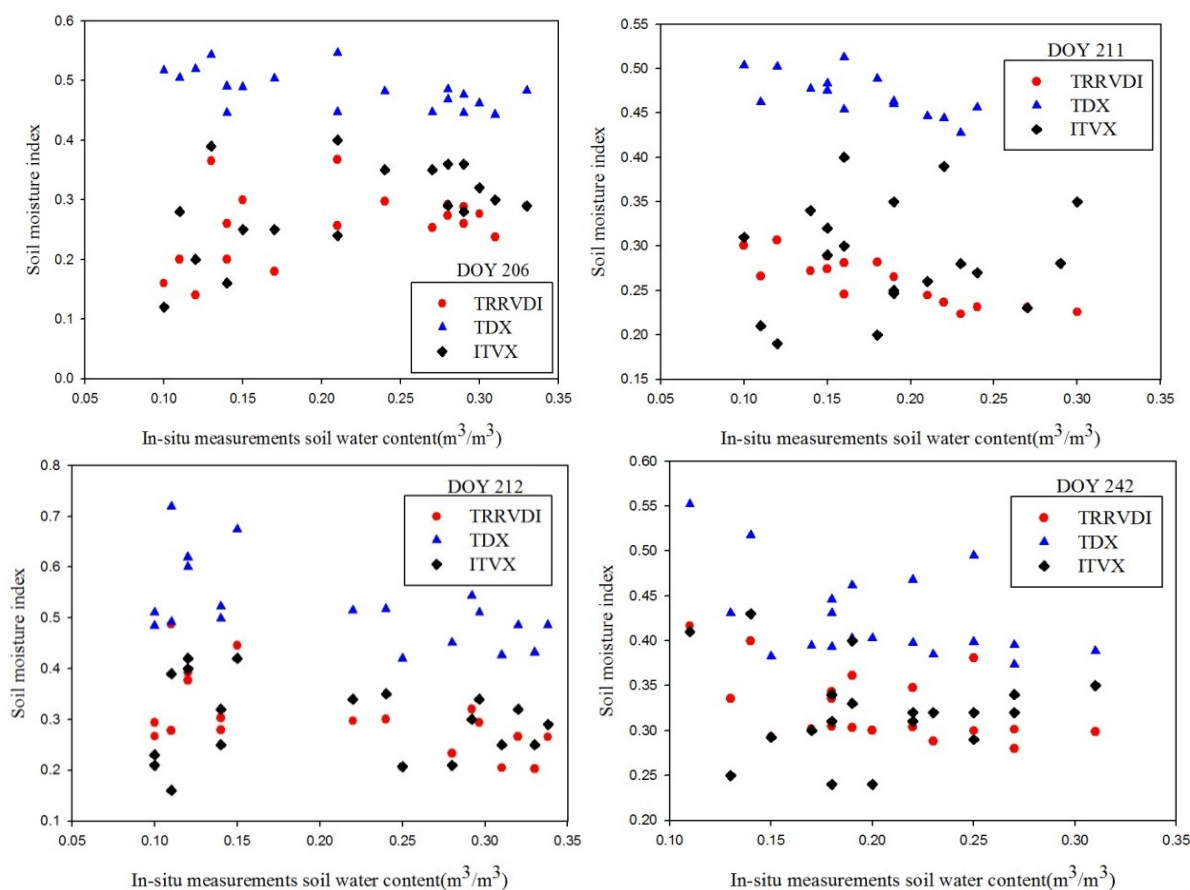 0.6
0.5
0.4
0.3
0.2
0.1
0.0
Soil moisture index
DOY 206
TRRVDI
TDX
ITVX
0.05 0.10 0.15 0.20 0.25 0.30 0.35
In-situ measurements soil water content(m³/m³)
0.55
0.50
0.45
0.40
0.35
0.30
0.25
0.20
0.15
Soil moisture index
DOY 211
TRRVDI
TDX
ITVX
0.05 0.10 0.15 0.20 0.25 0.30 0.35
In-situ measurements soil water content(m³/m³)
0.8
0.7
0.6
0.5
0.4
0.3
0.2
0.1
Soil moisture index
DOY 212
TRRVDI
TDX
ITVX
0.05 0.10 0.15 0.20 0.25 0.30 0.35
In-situ measurements soil water content(m³/m³)
0.60
0.55
0.50
0.45
0.40
0.35
0.30
0.25
0.20
Soil moisture index
DOY 242
TRRVDI
TDX
ITVX
0.10 0.15 0.20 0.25 0.30 0.35
In-situ measurements soil water content(m³/m³)